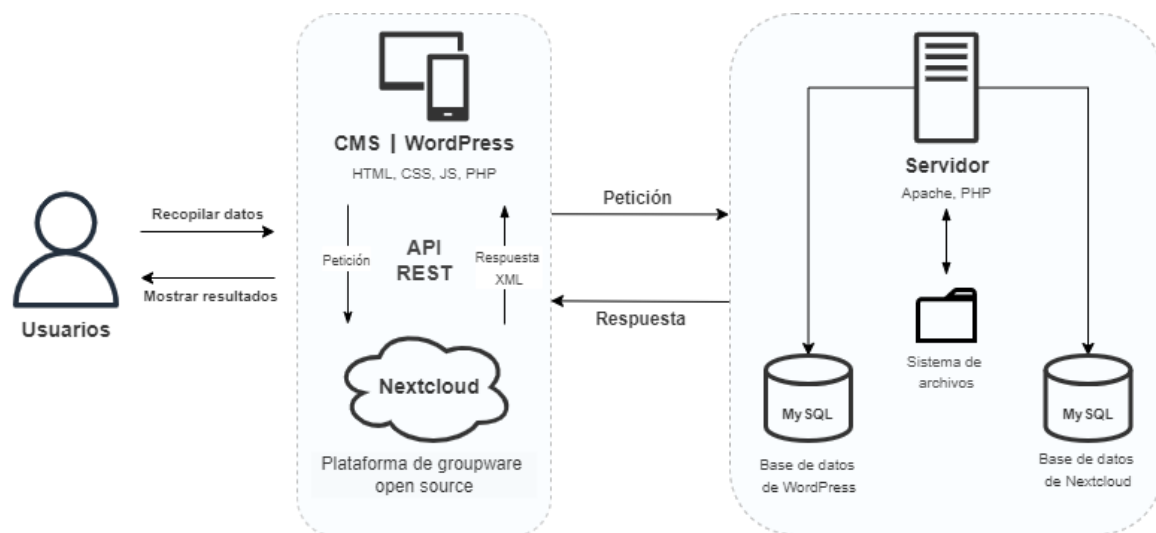 CMS | WordPress
HTML, CSS, JS, PHP
Servidor
Apache, PHP
Recopilar datos
Mostrar resultados
Usuarios
Petición
API
REST
Respuesta
XML
Nextcloud
Plataforma de groupware
open source
Petición
Respuesta
Sistema de
archivos
My SQL
Base de datos
de WordPress
My SQL
Base de datos
de Nextcloud